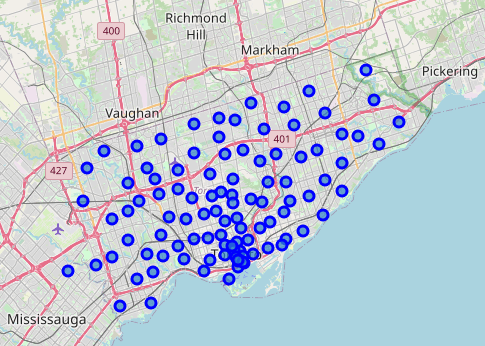 Richmond
Hill
400
Markham
Pickering
Vaughan
401
427
Mississauga